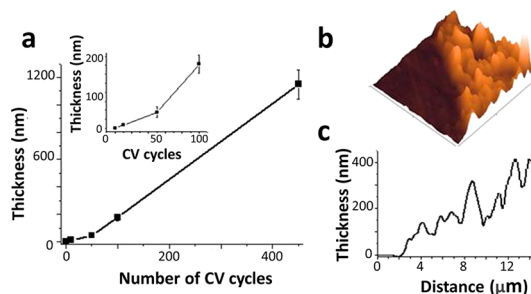 a
Thickness (nm)
1200
600
0
0
200
400
Number of CV cycles
Thickness (nm)
200
100
0
0
50
100
CV cycles
b
c
Thickness (nm)
400
200
0
0
4
8
12
Distance (μm)